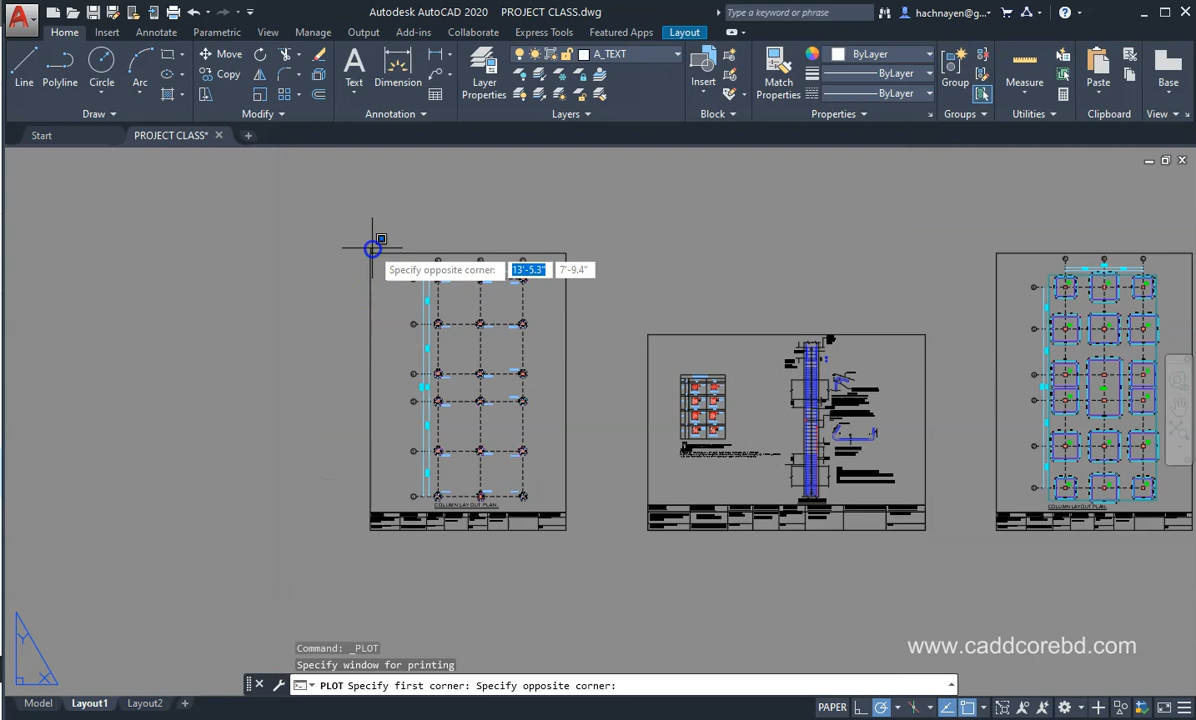 Autodesk AutoCAD 2020 PROJECT CLASS.dwg
Type a keyword or phrase
hachnayen@g...
Home Insert Annotate Parametric View Manage Output Add-ins Collaborate Express Tools Featured Apps Layout
Line Polyline Circle Arc
Move
Copy
Text Dimension
Layer
Properties
A_TEXT
Insert
Match
Properties
ByLayer
ByLayer
ByLayer
Group
Measure
Paste
Base
Draw Modify Annotation Layers Block Properties Groups Utilities Clipboard View
Start PROJECT CLASS*
Specify opposite corner: 13'-5.3" 7'-9.4"
COLUMN LAYOUT PLAN
COLUMN LAYOUT PLAN
www.caddcorebd.com
Y
X
Command: _PLOT
Specify window for printing
PLOT Specify first corner: Specify opposite corner:
Model Layout1 Layout2 PAPER